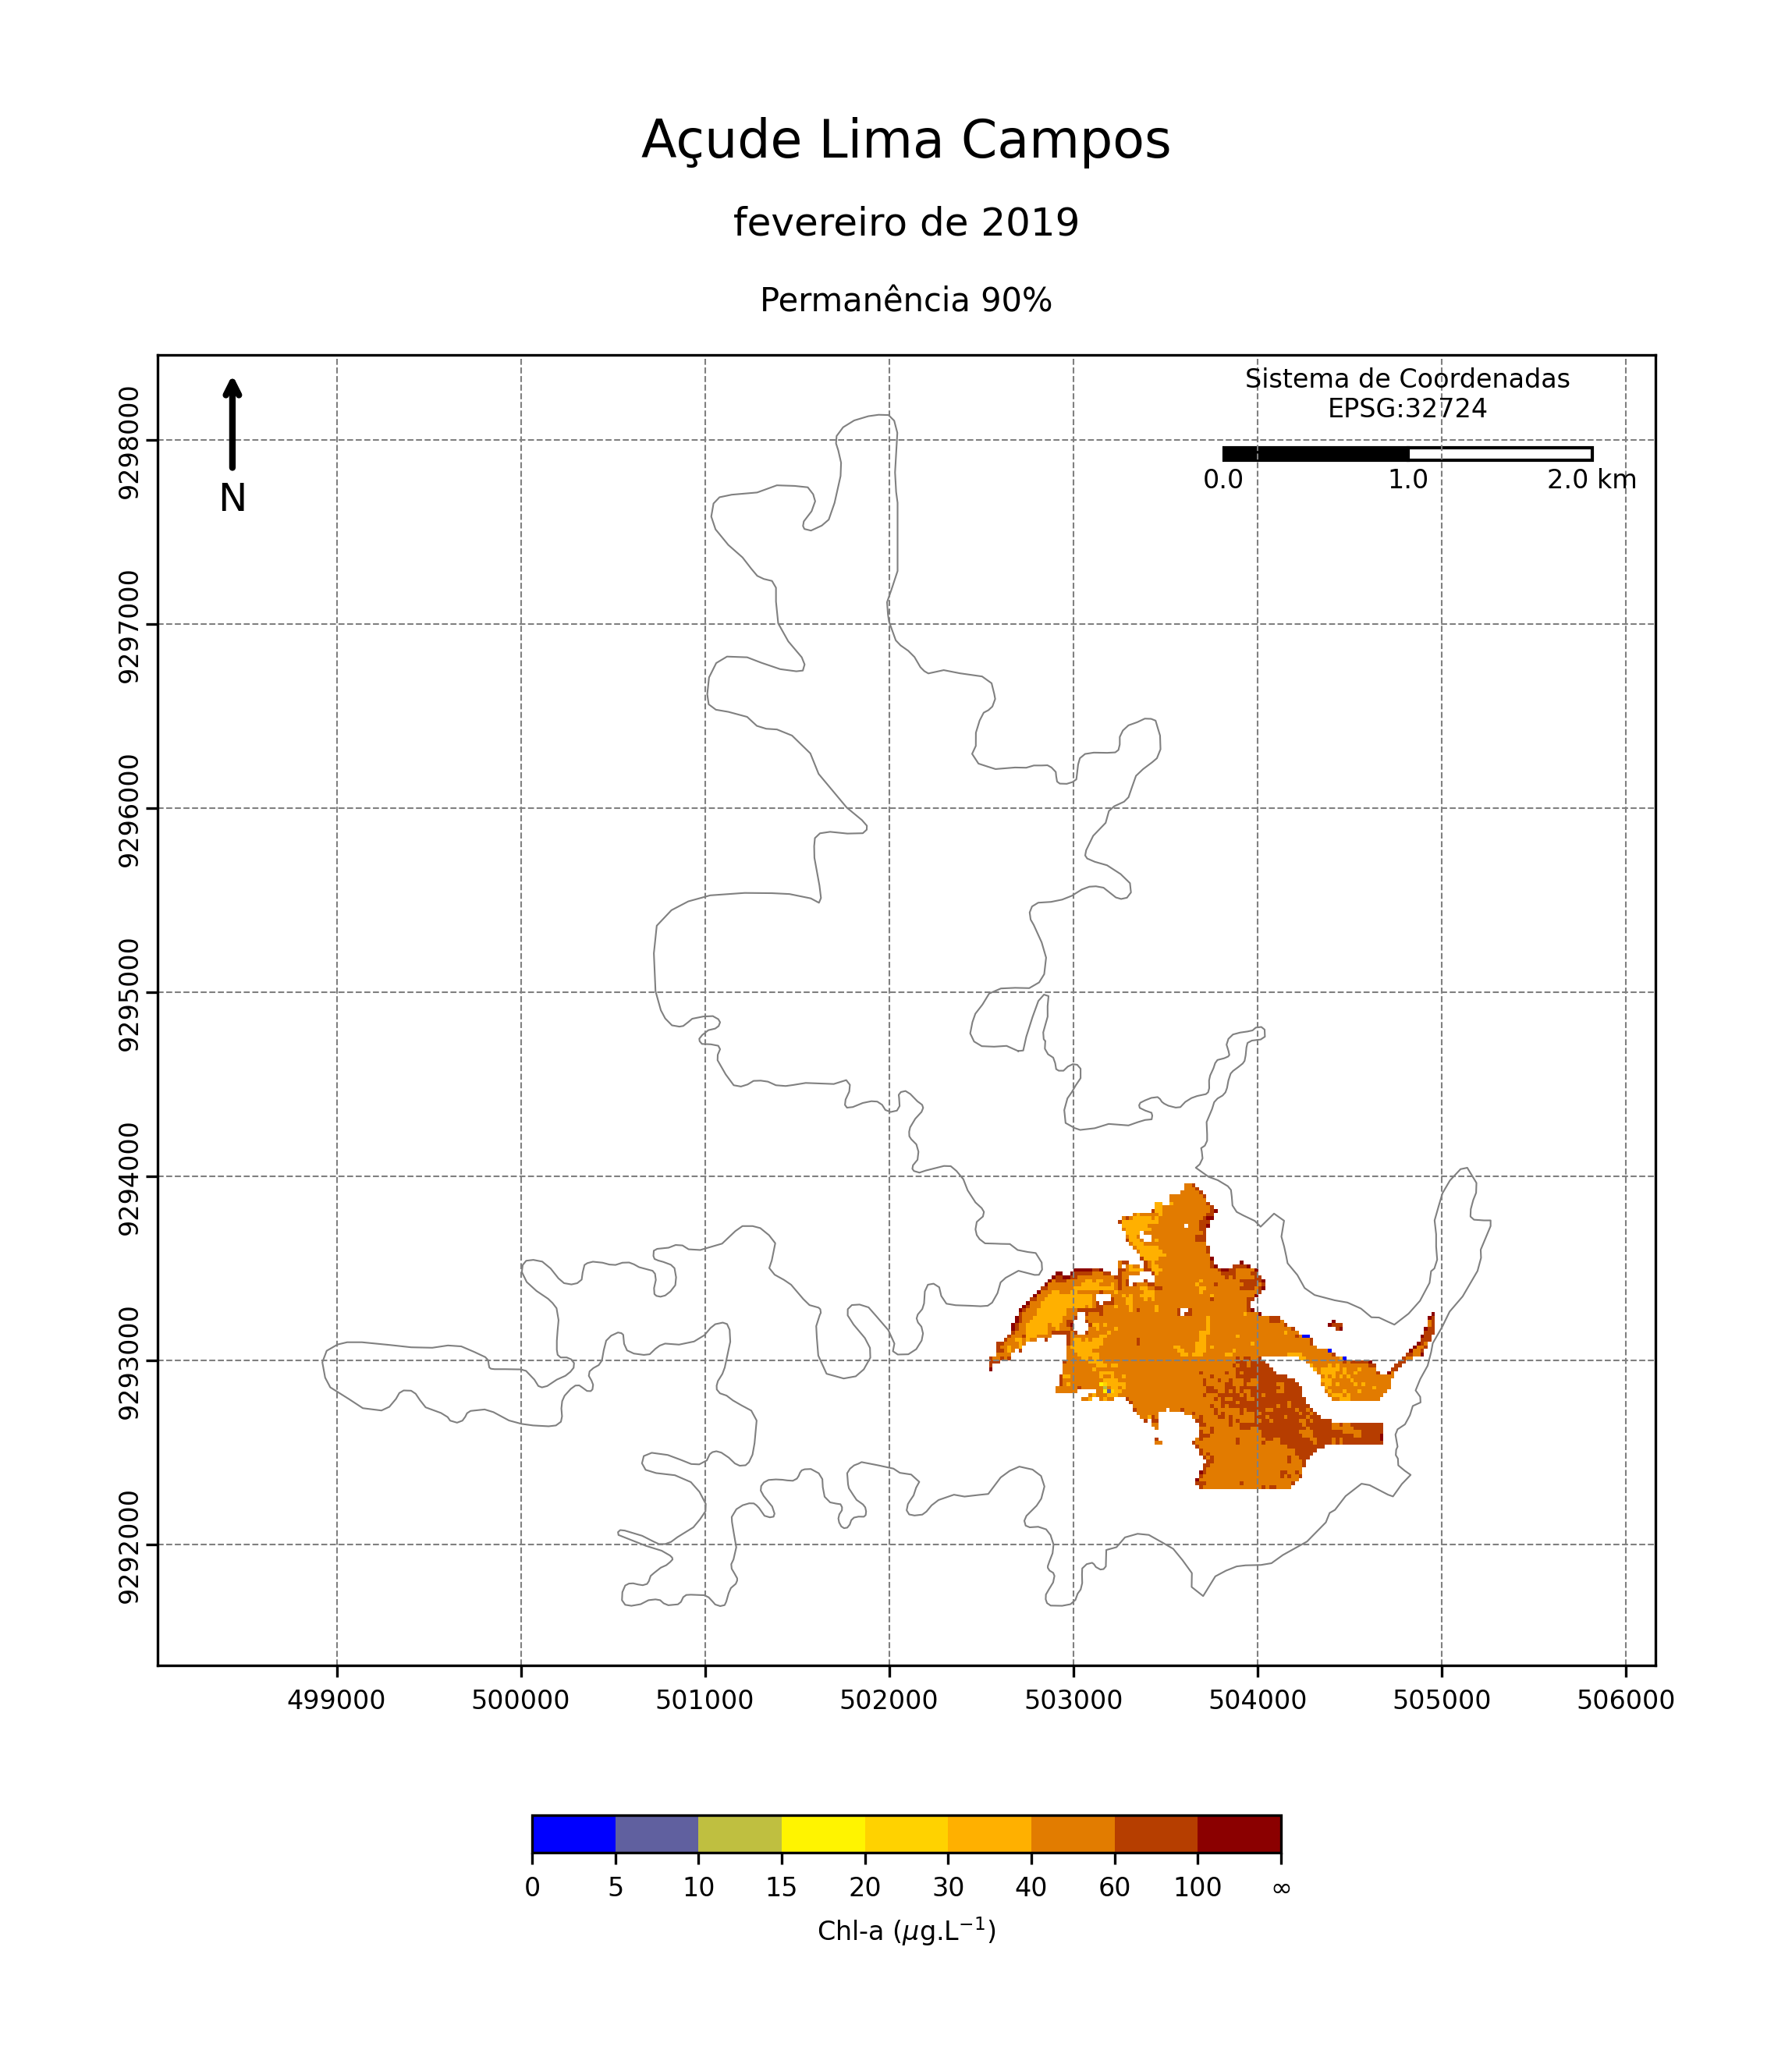 Açude Lima Campos
fevereiro de 2019
Permanência 90%
Sistema de Coordenadas
EPSG:32724
0.0 1.0 2.0 km
N
9298000
9297000
9296000
9295000
9294000
9293000
9292000
499000 500000 501000 502000 503000 504000 505000 506000
0 5 10 15 20 30 40 60 100 ∞
Chl-a (μg.L⁻¹)